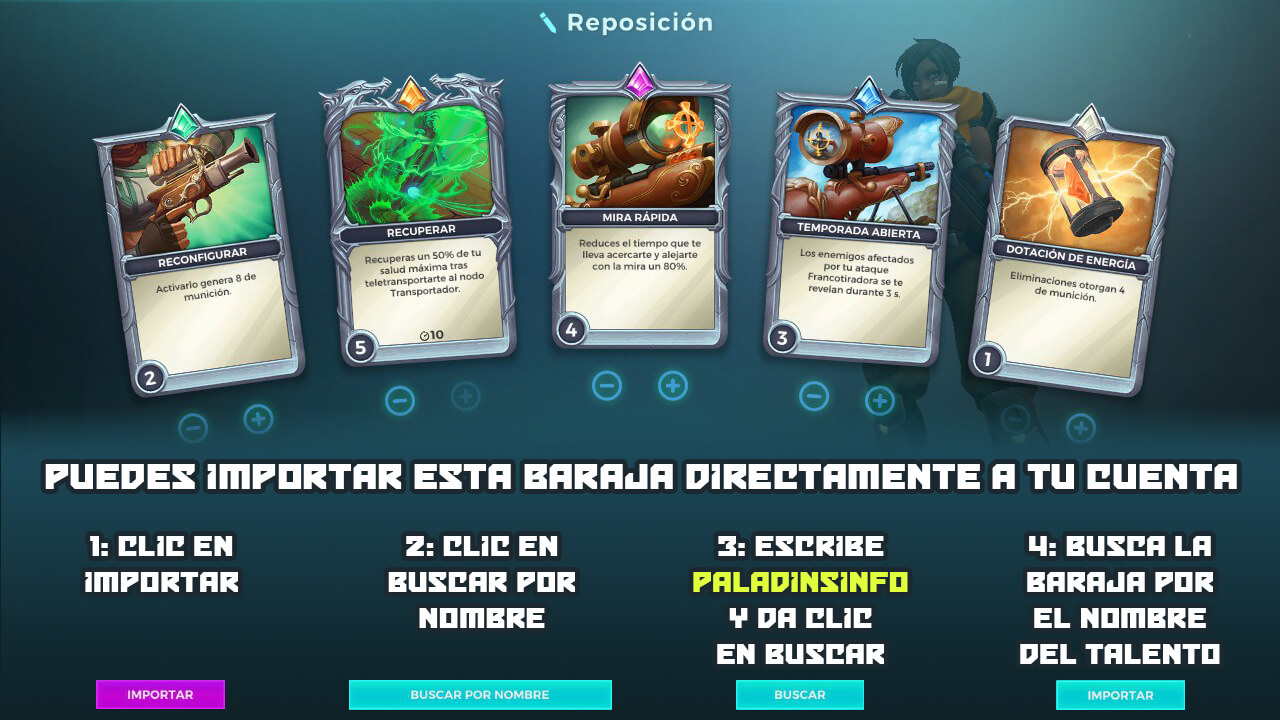 Reposición
RECONFIGURAR
Activarlo genera 8 de
munición.
2
RECUPERAR
Recuperas un 50% de tu
salud máxima tras
teletransportarte al nodo
Transportador.
10
5
MIRA RÁPIDA
Reduces el tiempo que te
lleva acercarte y alejarte
con la mira un 80%.
4
TEMPORADA ABIERTA
Los enemigos afectados
por tu ataque
Francotiradora se te
revelan durante 3 s.
3
DOTACIÓN DE ENERGÍA
Eliminaciones otorgan 4
de munición.
1
PUEDES IMPORTAR ESTA BARAJA DIRECTAMENTE A TU CUENTA
1: CLIC EN
IMPORTAR
IMPORTAR
2: CLIC EN
BUSCAR POR
NOMBRE
BUSCAR POR NOMBRE
3: ESCRIBE
PALADINSINFO
Y DA CLIC
EN BUSCAR
BUSCAR
4: BUSCA LA
BARAJA POR
EL NOMBRE
DEL TALENTO
IMPORTAR